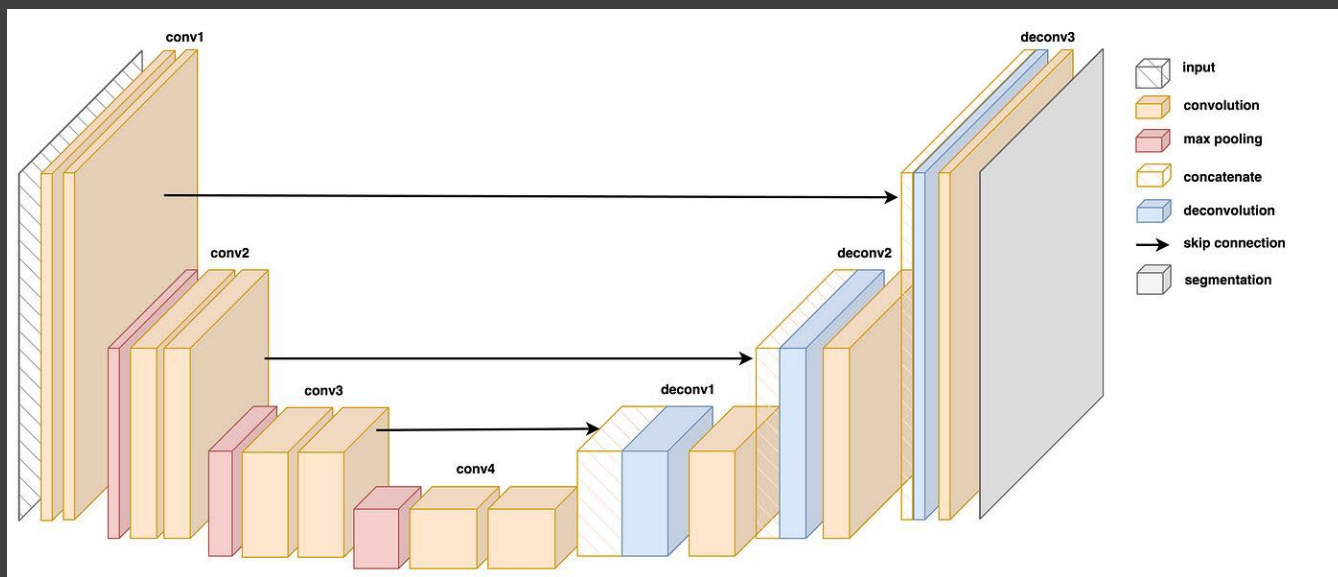 conv1
conv2
conv3
conv4
deconv1
deconv2
deconv3
input
convolution
max pooling
concatenate
deconvolution
skip connection
segmentation